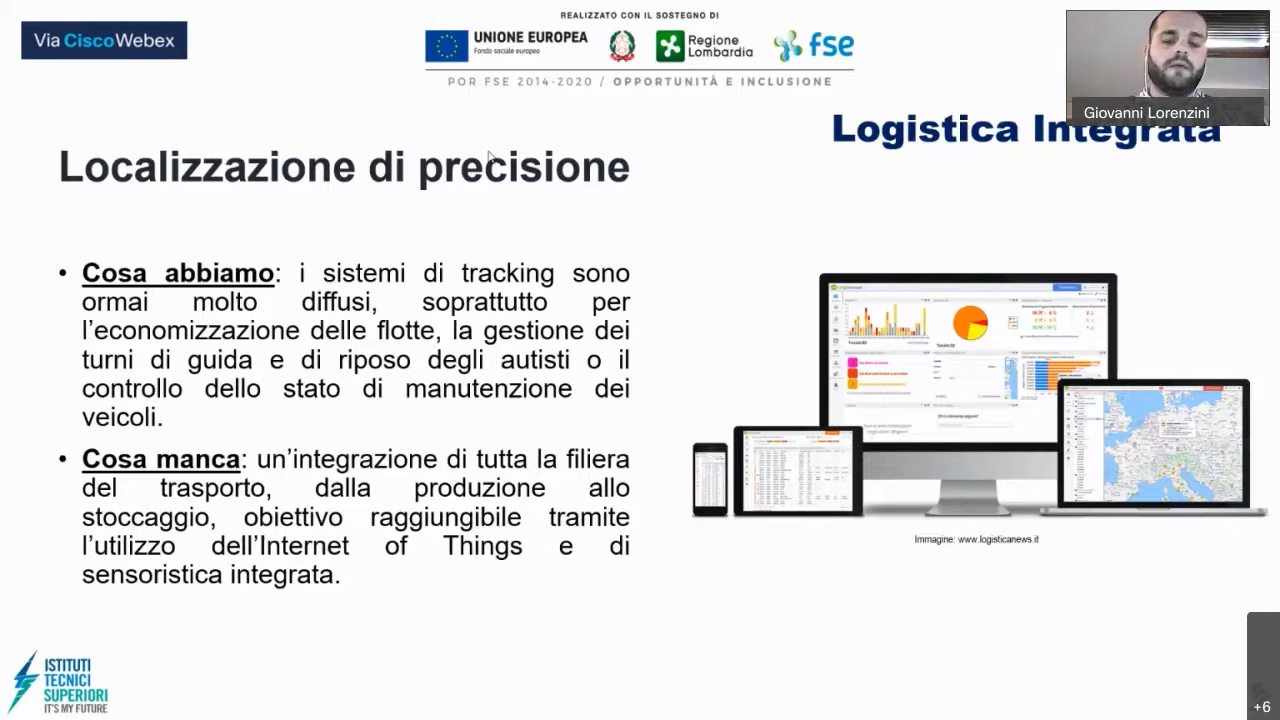 REALIZZATO CON IL SOSTEGNO DI
Via CiscoWebex
UNIONE EUROPEA
Fondo sociale europeo
Regione
Lombardia
fse
POR FSE 2014-2020 / OPPORTUNITÀ E INCLUSIONE
Giovanni Lorenzini
Logistica Integrata
Localizzazione di precisione
• Cosa abbiamo: i sistemi di tracking sono
ormai molto diffusi, soprattutto per
l’economizzazione delle flotte, la gestione dei
turni di guida e di riposo degli autisti o il
controllo dello stato di manutenzione dei
veicoli.
• Cosa manca: un’integrazione di tutta la filiera
del trasporto, dalla produzione allo
stoccaggio, obiettivo raggiungibile tramite
l’utilizzo dell’Internet of Things e di
sensoristica integrata.
Immagine: www.logisticanews.it
ISTITUTI
TECNICI
SUPERIORI
IT'S MY FUTURE
+6